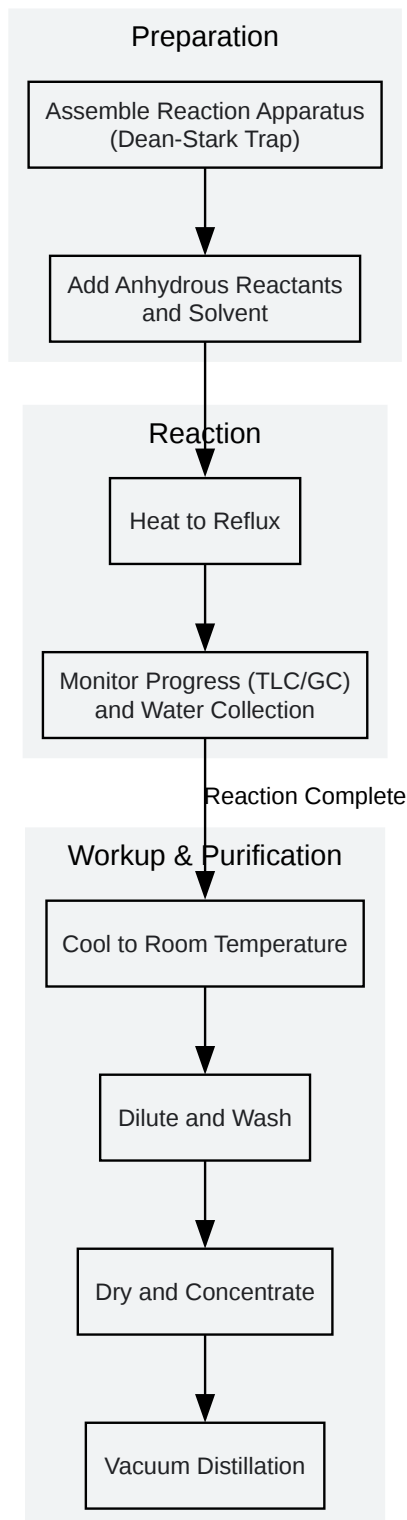 Preparation
Assemble Reaction Apparatus
(Dean-Stark Trap)
Add Anhydrous Reactants
and Solvent
Reaction
Heat to Reflux
Monitor Progress (TLC/GC)
and Water Collection
Reaction Complete
Workup & Purification
Cool to Room Temperature
Dilute and Wash
Dry and Concentrate
Vacuum Distillation